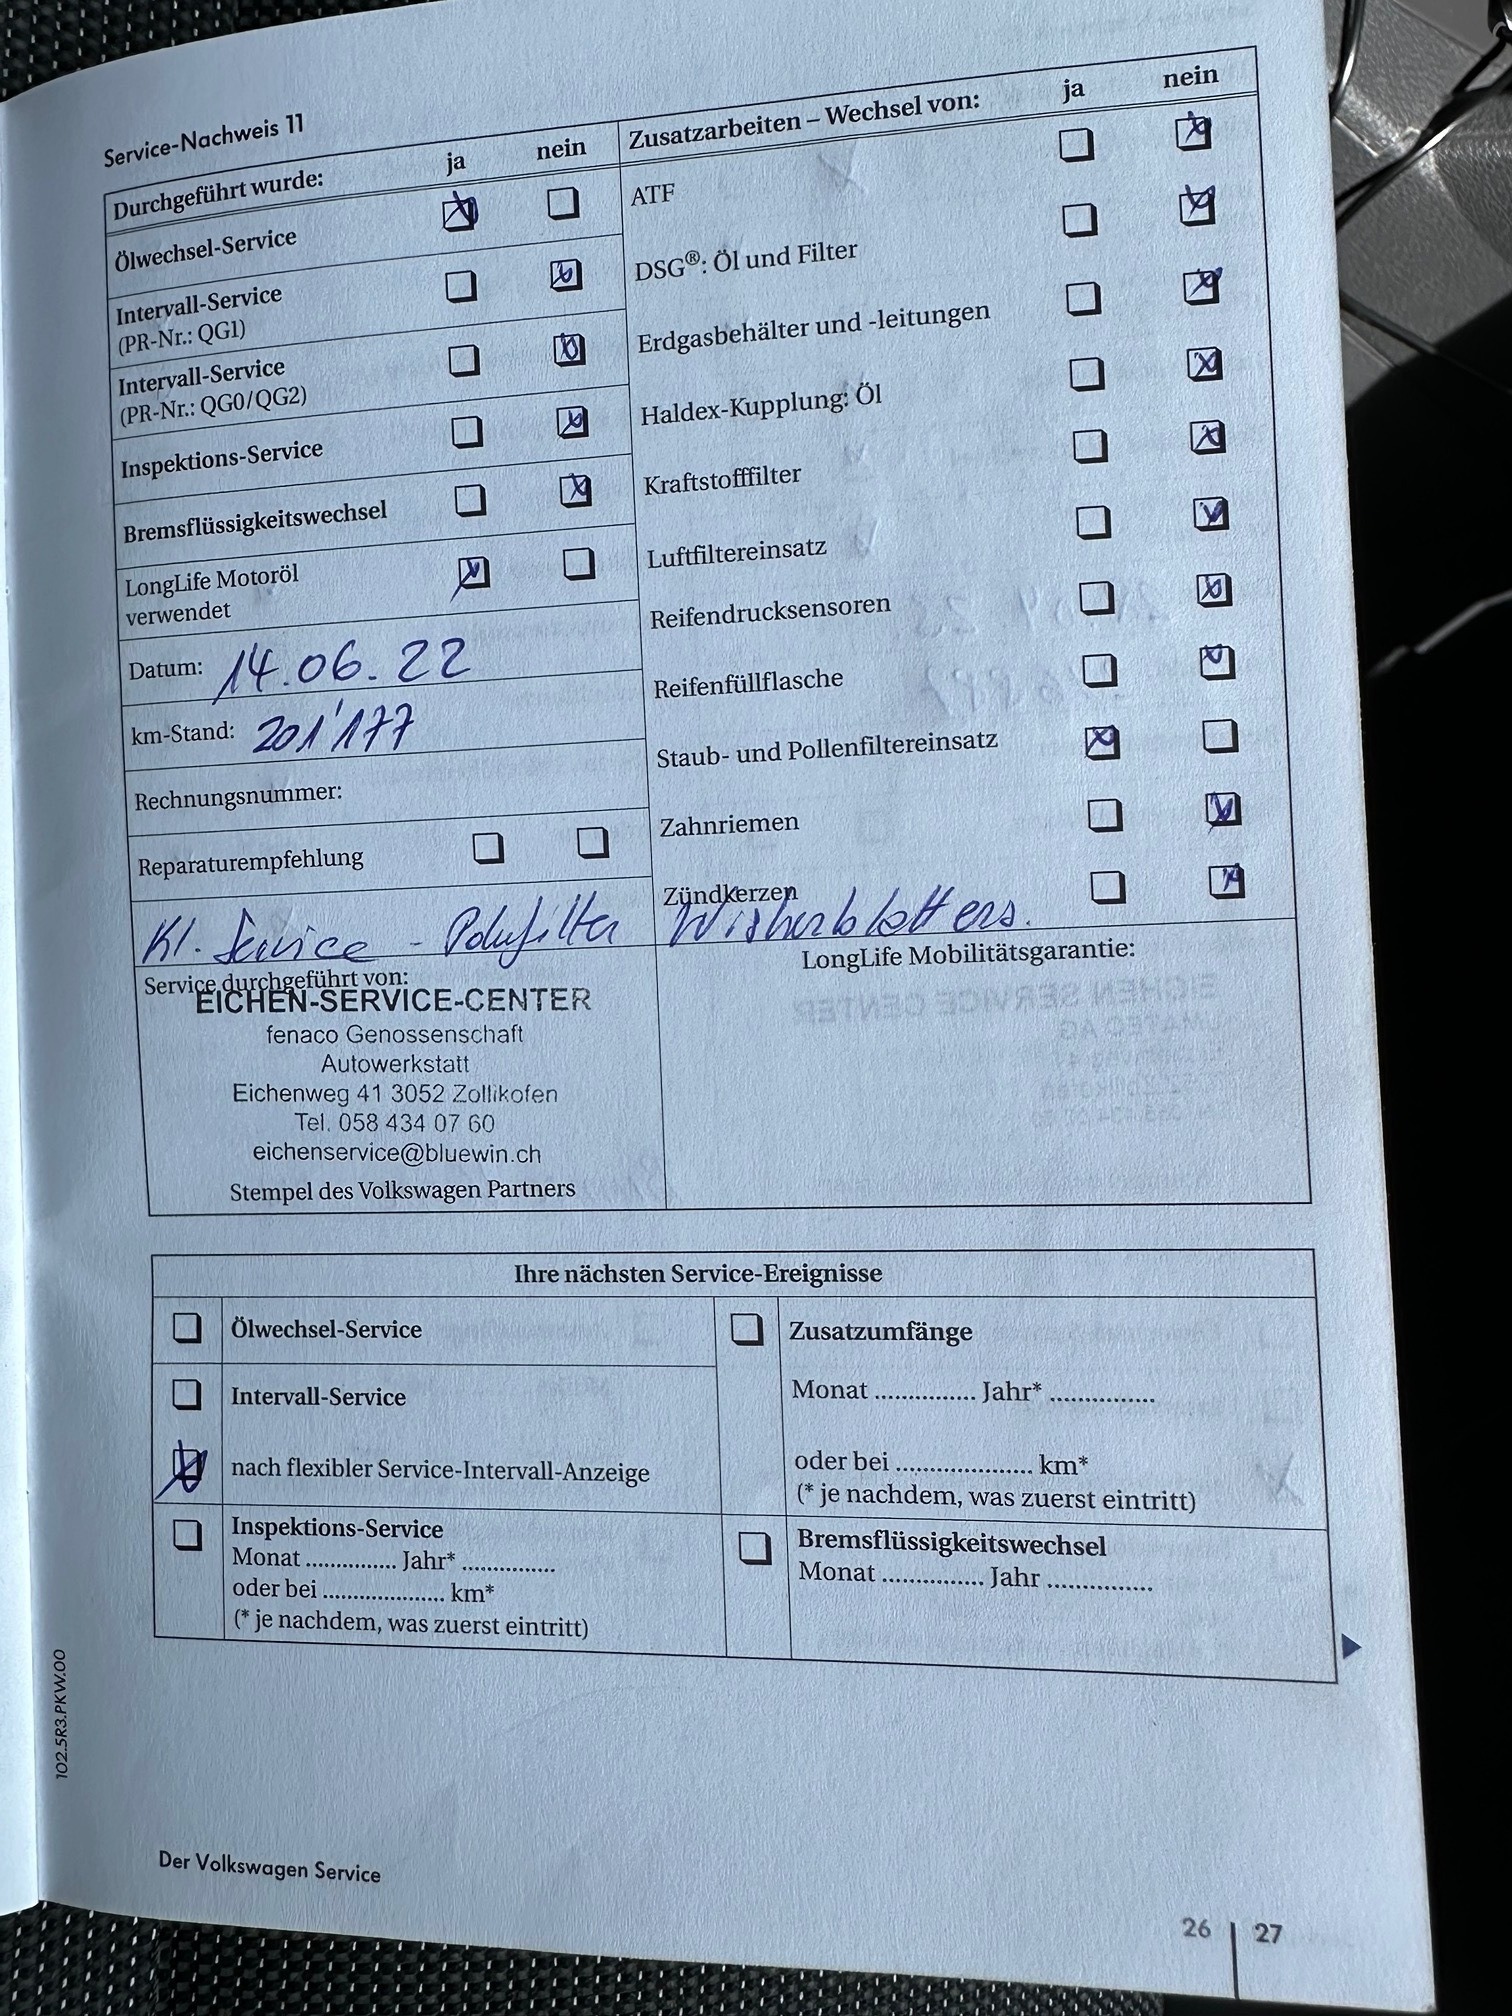 Service-Nachweis 11
Durchgeführt wurde: ja nein
Ölwechsel-Service
Intervall-Service
(PR-Nr.: QG1)
Intervall-Service
(PR-Nr.: QG0/QG2)
Inspektions-Service
Bremsflüssigkeitswechsel
LongLife Motoröl
verwendet
Datum: 14.06.22
km-Stand: 201'177
Rechnungsnummer:
Reparaturempfehlung
Kl. Service -
Service durchgeführt von:
EICHEN-SERVICE-CENTER
fenaco Genossenschaft
Autowerkstatt
Eichenweg 41 3052 Zollikofen
Tel. 058 434 07 60
eichenservice@bluewin.ch
Stempel des Volkswagen Partners
Zusatzarbeiten – Wechsel von: ja nein
ATF
DSG®: Öl und Filter
Erdgasbehälter und -leitungen
Haldex-Kupplung: Öl
Kraftstofffilter
Luftfiltereinsatz
Reifendrucksensoren
Reifenfüllflasche
Staub- und Pollenfiltereinsatz
Zahnriemen
Zündkerzen
LongLife Mobilitätsgarantie:
Ihre nächsten Service-Ereignisse
Ölwechsel-Service
Intervall-Service
nach flexibler Service-Intervall-Anzeige
Inspektions-Service
Monat .............. Jahr* ..............
oder bei .................... km*
(* je nachdem, was zuerst eintritt)
Zusatzumfänge
Monat ............... Jahr* ...............
oder bei .................... km*
(* je nachdem, was zuerst eintritt)
Bremsflüssigkeitswechsel
Monat ............... Jahr ...............
102.5R3.PKW.00
Der Volkswagen Service
26 | 27